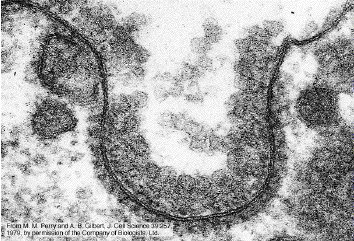 From M. M. Perry and A. B. Gilbert, J. Cell Science 39:257,
1979, by permission of the Company of Biologists, Ltd.